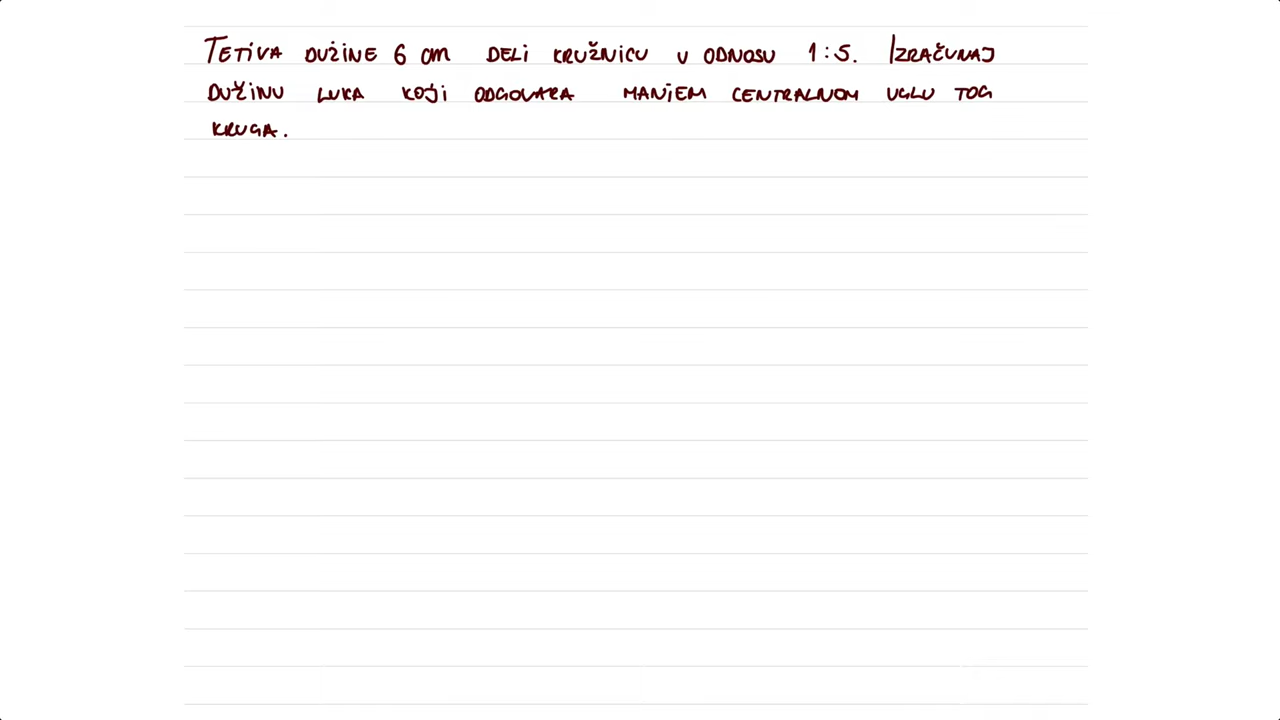 TETIVA DUŽINE 6 cm DELI KRUŽNICU U ODNOSU 1:5. IZRAČUNAJ
DUŽINU LUKA KOJI ODGOVARA MANJEM CENTRALNOM UGLU TOG
KRUGA.